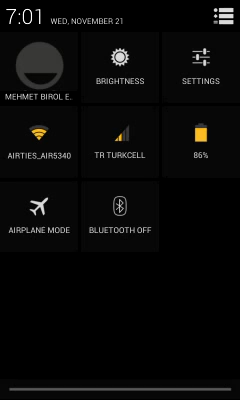 7:01 WED, NOVEMBER 21
MEHMET BIROL E.
BRIGHTNESS
SETTINGS
AIRTIES_AIR5340
TR TURKCELL
86%
AIRPLANE MODE
BLUETOOTH OFF